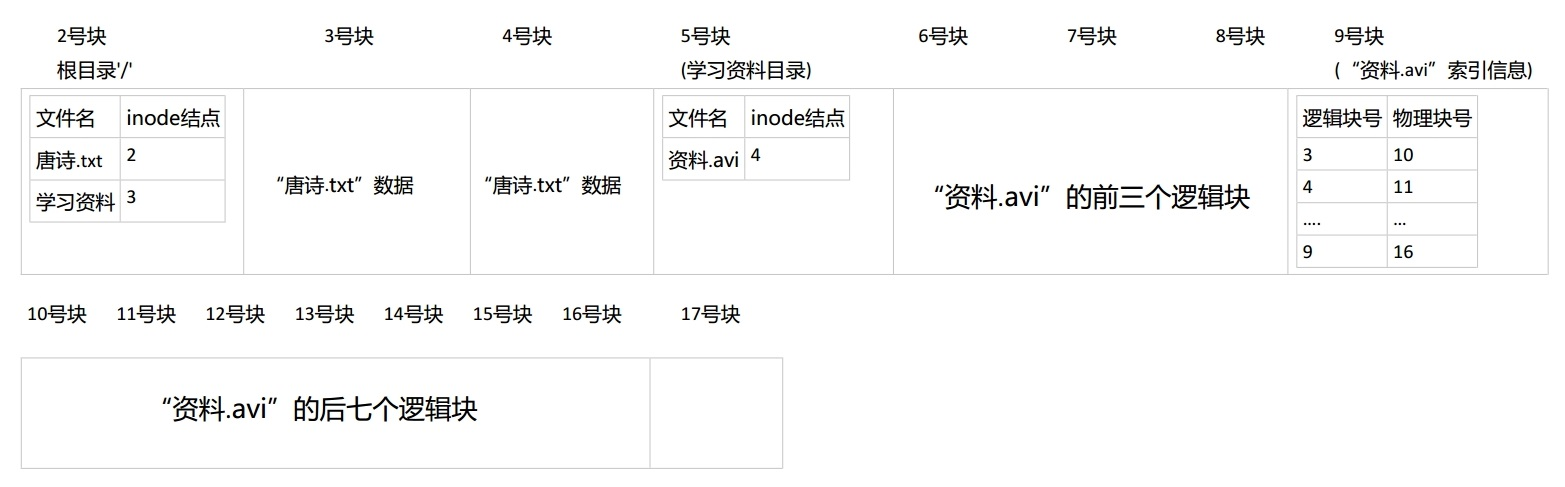 2号块 3号块 4号块 5号块 6号块 7号块 8号块 9号块
根目录'/' (学习资料目录) (“资料.avi”索引信息)
文件名 inode结点 文件名 inode结点 逻辑块号 物理块号
唐诗.txt 2 资料.avi 4 3 10
“唐诗.txt”数据 “唐诗.txt”数据 “资料.avi”的前三个逻辑块 4 11
学习资料 3 .... ...
9 16
10号块 11号块 12号块 13号块 14号块 15号块 16号块 17号块
“资料.avi”的后七个逻辑块